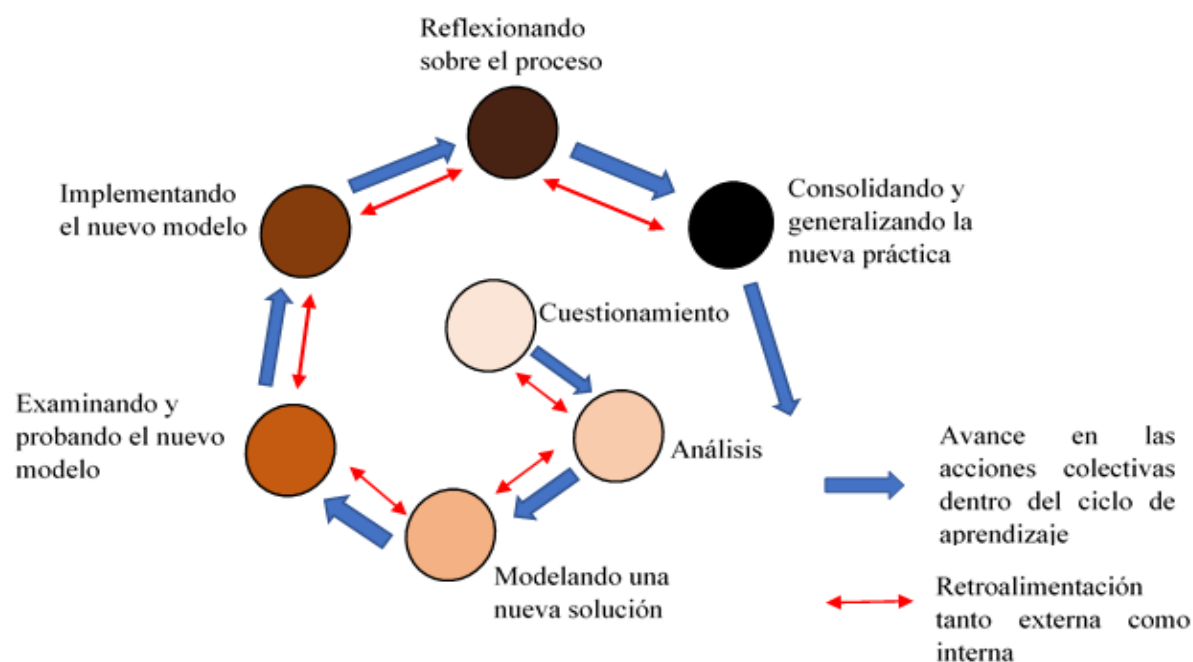 Reflexionando
sobre el proceso
Implementando
el nuevo modelo
Consolidando y
generalizando la
nueva práctica
Cuestionamiento
Examinando y
probando el nuevo
modelo
Análisis
Modelando una
nueva solución
Avance en las
acciones colectivas
dentro del ciclo de
aprendizaje
Retroalimentación
tanto externa como
interna